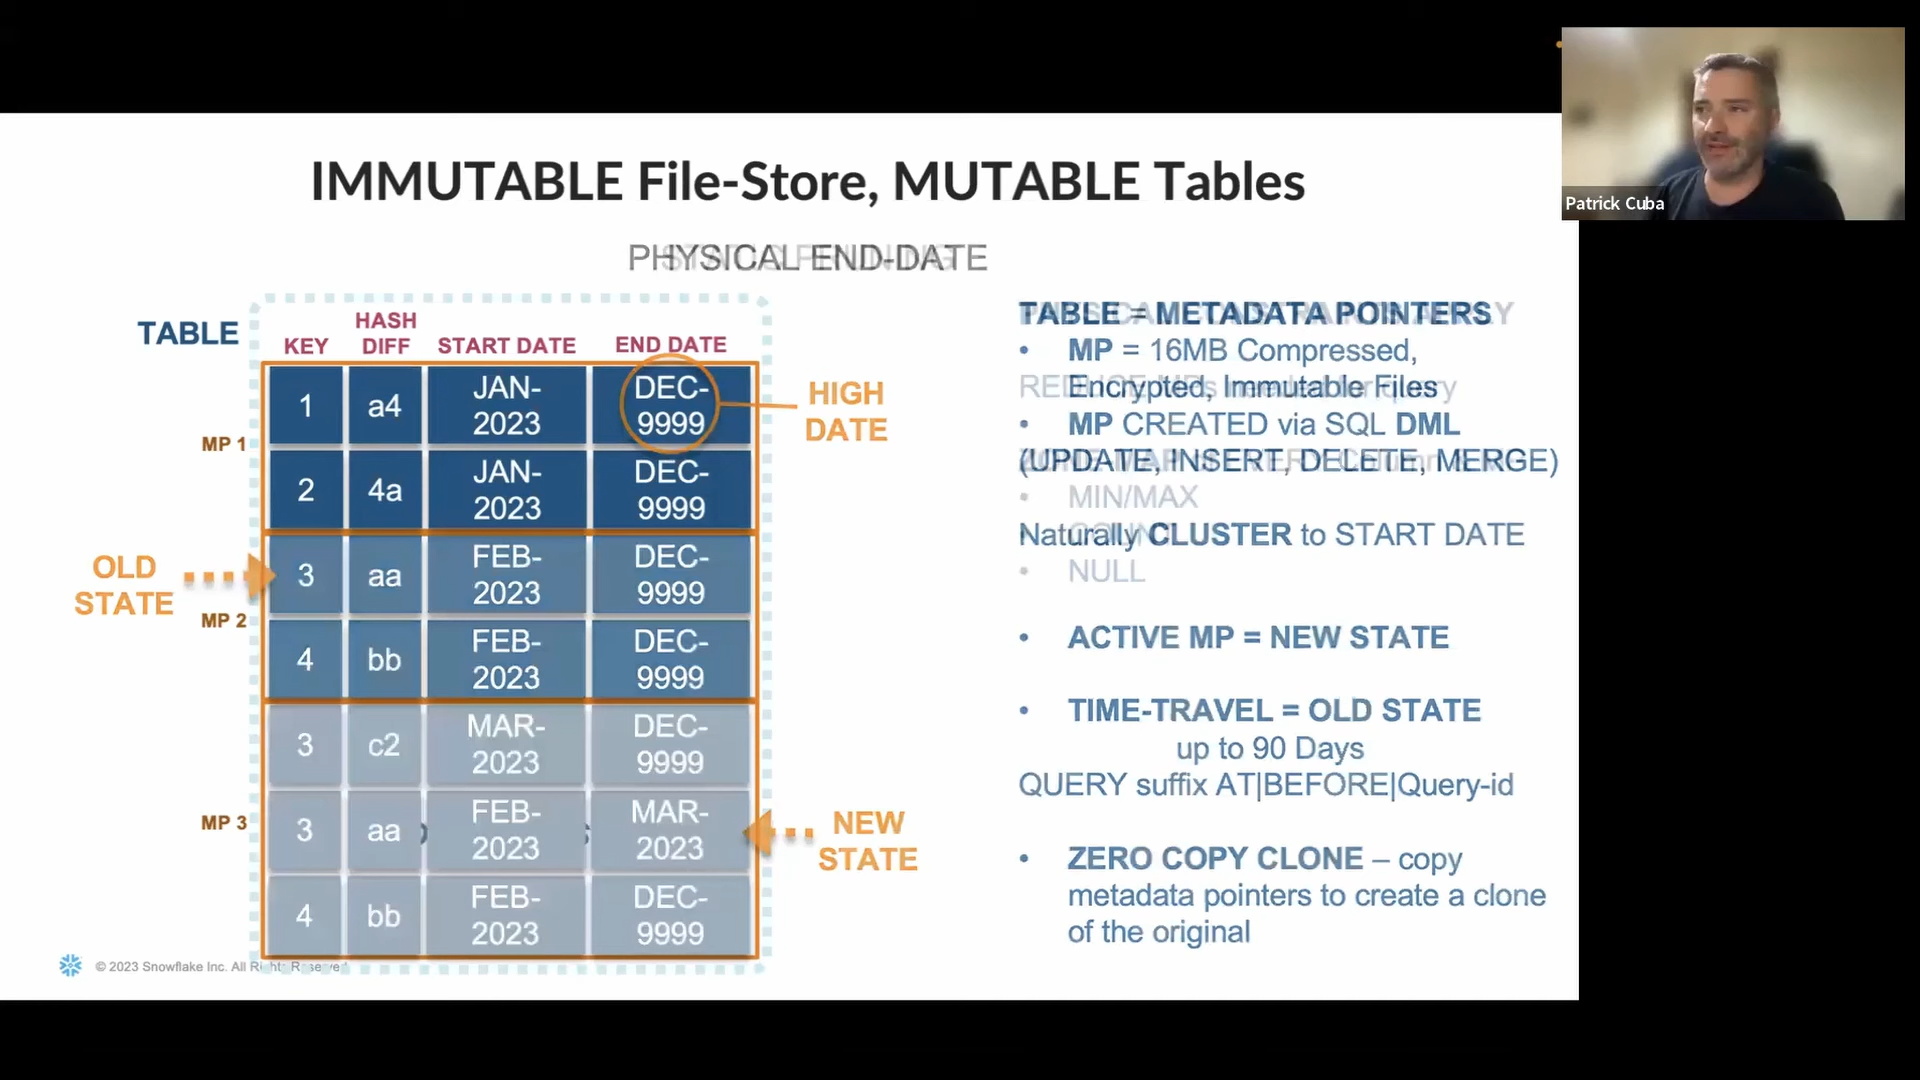 Patrick Cuba
IMMUTABLE File-Store, MUTABLE Tables
PHYSICAL END-DATE
TABLE
KEY
HASH
DIFF
START DATE
END DATE
1
a4
JAN-
2023
DEC-
9999
HIGH
DATE
MP 1
2
4a
JAN-
2023
DEC-
9999
OLD
STATE
3
aa
FEB-
2023
DEC-
9999
MP 2
4
bb
FEB-
2023
DEC-
9999
3
c2
MAR-
2023
DEC-
9999
MP 3
3
aa
FEB-
2023
MAR-
2023
NEW
STATE
4
bb
FEB-
2023
DEC-
9999
TABLE = METADATA POINTERS
• MP = 16MB Compressed,
Encrypted, Immutable Files
• MP CREATED via SQL DML
(UPDATE, INSERT, DELETE, MERGE)
• MIN/MAX
Naturally CLUSTER to START DATE
• NULL
• ACTIVE MP = NEW STATE
• TIME-TRAVEL = OLD STATE
up to 90 Days
QUERY suffix AT|BEFORE|Query-id
• ZERO COPY CLONE – copy
metadata pointers to create a clone
of the original
© 2023 Snowflake Inc. All Rights Reserved